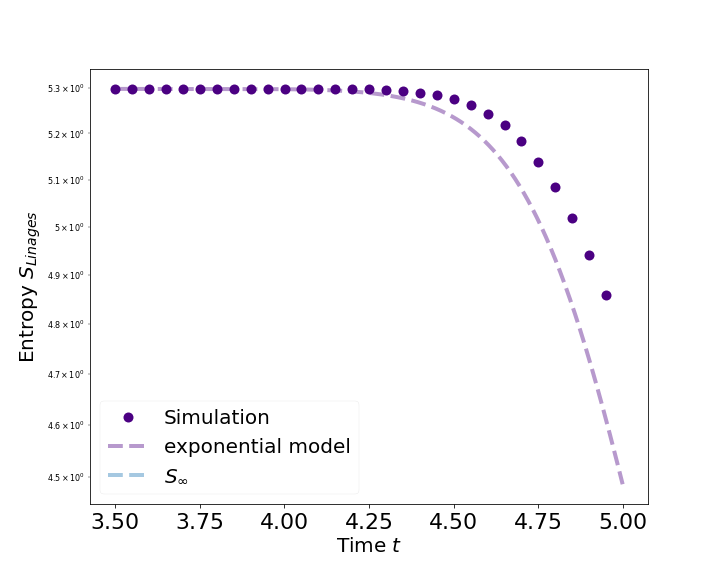 5.3 × 10⁰
5.2 × 10⁰
5.1 × 10⁰
5 × 10⁰
4.9 × 10⁰
4.8 × 10⁰
4.7 × 10⁰
4.6 × 10⁰
4.5 × 10⁰
Entropy S_Linages
Simulation
exponential model
S_∞
3.50 3.75 4.00 4.25 4.50 4.75 5.00
Time t